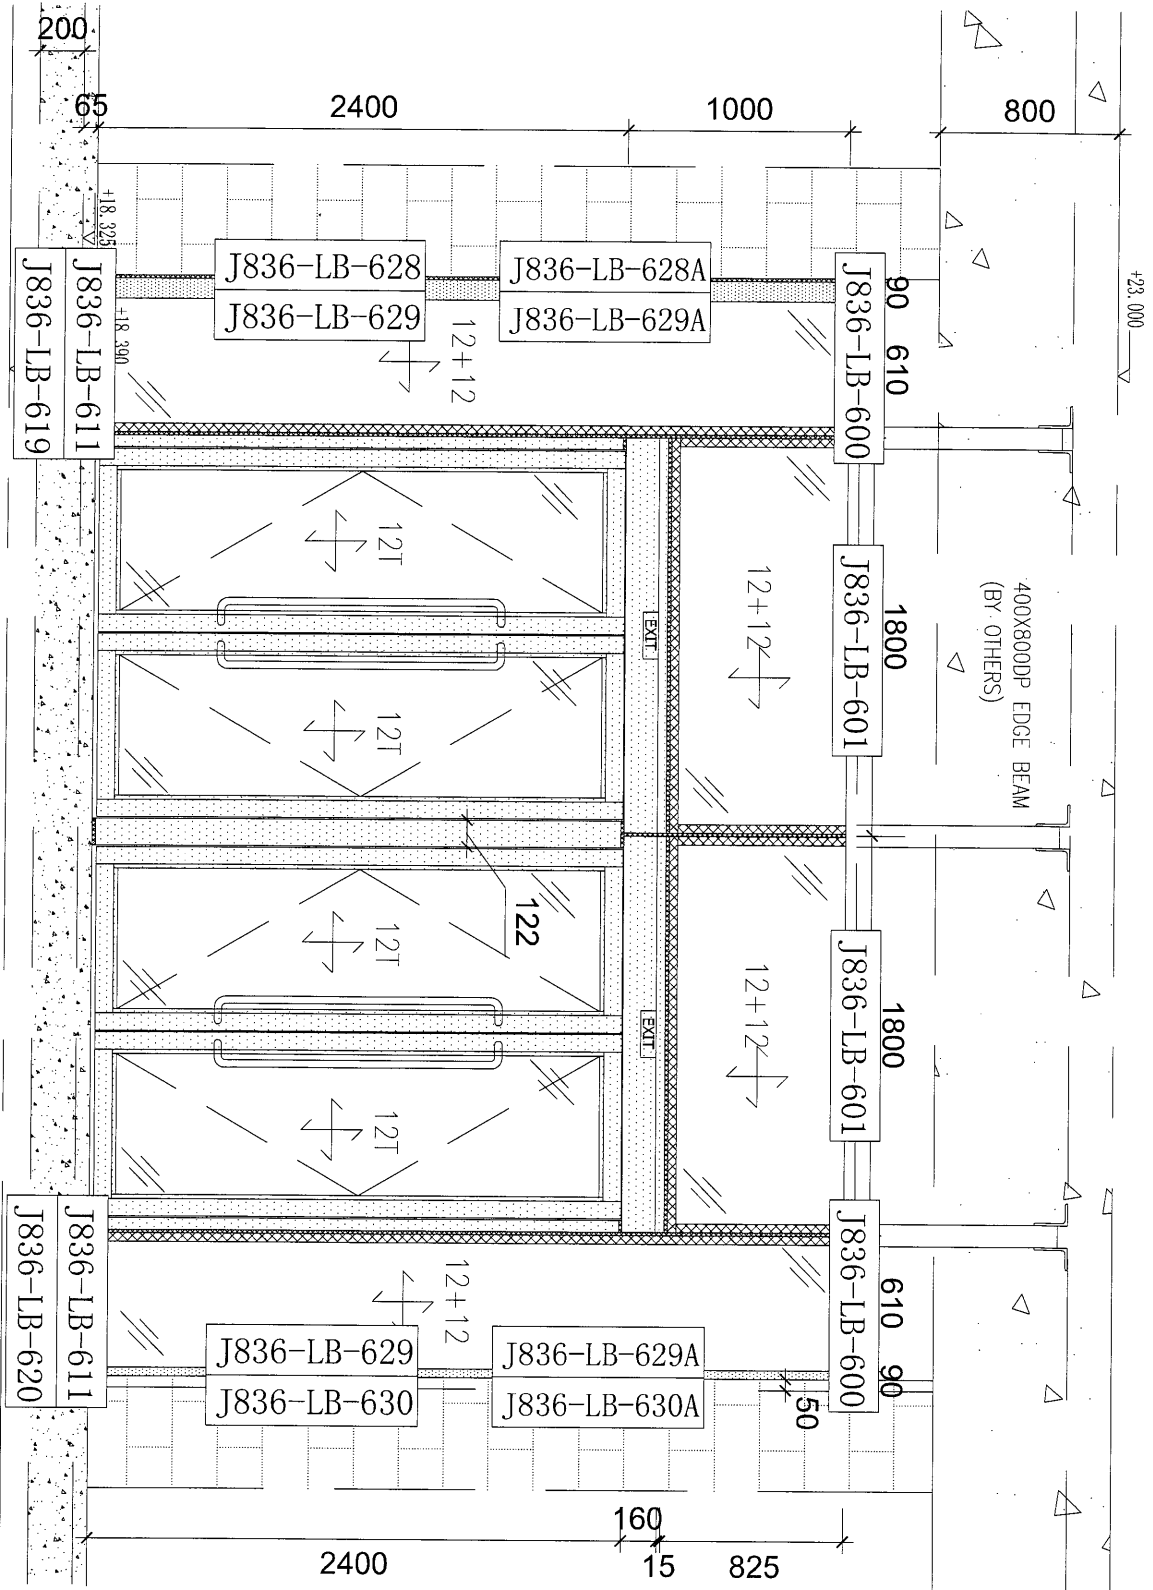 200
65
2400
1000
800
+18.325
+18.390
+23.000
J836-LB-628
J836-LB-629
J836-LB-628A
J836-LB-629A
90
610
J836-LB-600
J836-LB-611
J836-LB-619
12+12
12T
12T
12T
12T
EXIT
EXIT
12+12
12+12
1800
J836-LB-601
1800
J836-LB-601
400X800DP EDGE BEAM
(BY OTHERS)
122
12+12
610
90
J836-LB-600
50
J836-LB-611
J836-LB-620
J836-LB-629
J836-LB-630
J836-LB-629A
J836-LB-630A
2400
160
15
825